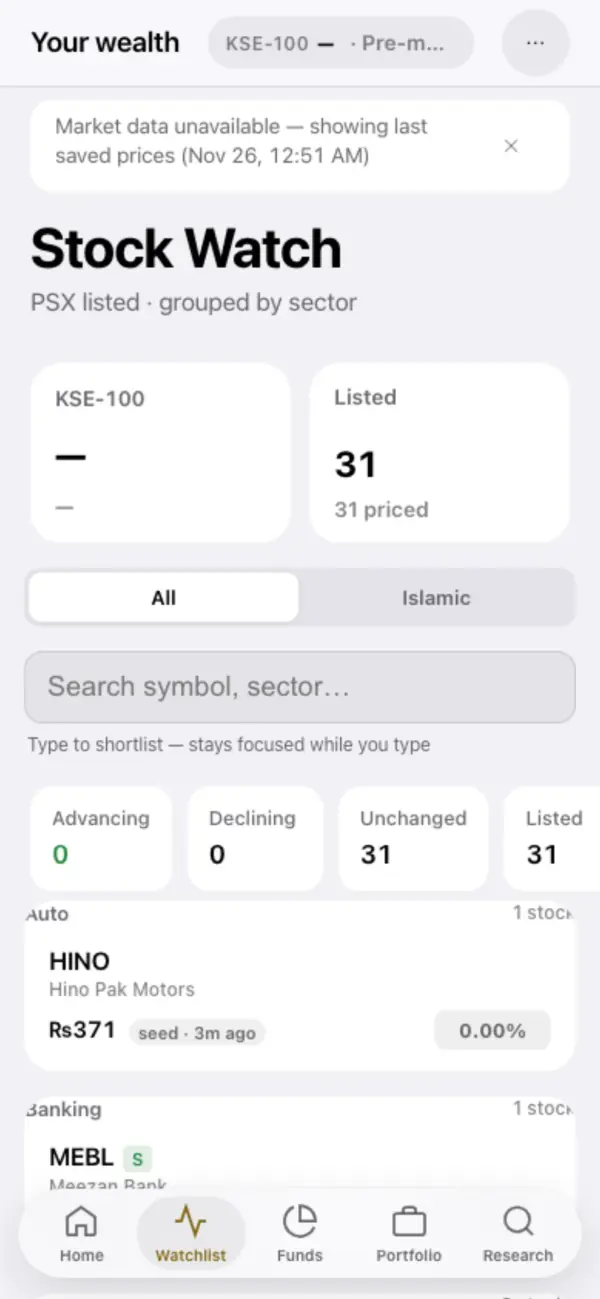 Your wealth
KSE-100 — · Pre-m...
...
Market data unavailable — showing last
saved prices (Nov 26, 12:51 AM)
×
Stock Watch
PSX listed · grouped by sector
KSE-100
—
—
Listed
31
31 priced
All
Islamic
Search symbol, sector...
Type to shortlist — stays focused while you type
Advancing
0
Declining
0
Unchanged
31
Listed
31
Auto
1 stock
HINO
Hino Pak Motors
Rs371
seed · 3m ago
0.00%
Banking
1 stock
MEBL S
Meezan Bank
Home
Watchlist
Funds
Portfolio
Research